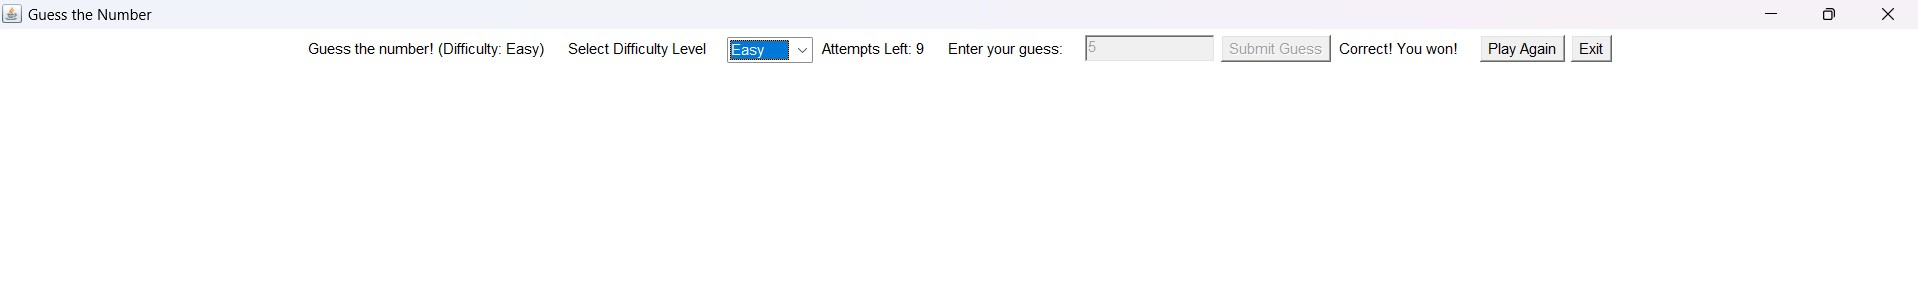 Guess the Number
Guess the number! (Difficulty: Easy) Select Difficulty Level Easy Attempts Left: 9 Enter your guess: 5 Submit Guess Correct! You won! Play Again Exit